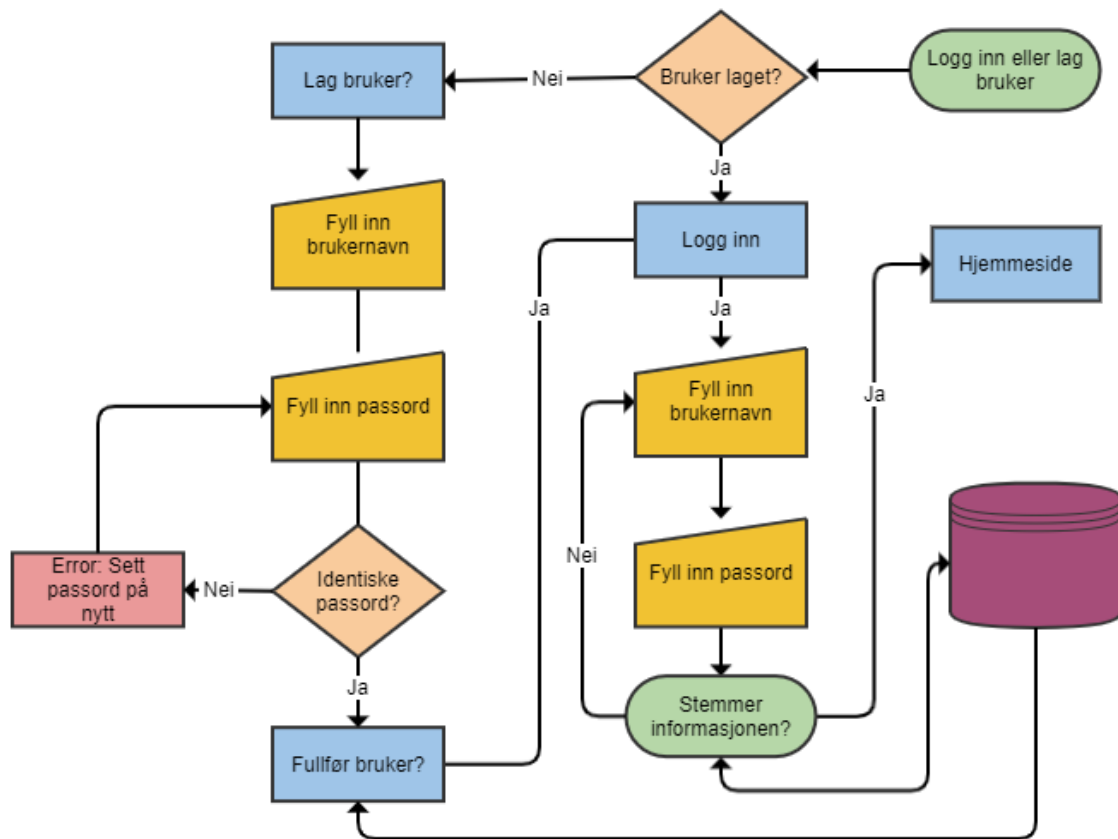 Lag bruker?
Nei
Bruker laget?
Logg inn eller lag
bruker
Ja
Fyll inn
brukernavn
Logg inn
Hjemmeside
Ja
Ja
Fyll inn passord
Fyll inn
brukernavn
Ja
Error: Sett
passord på
nytt
Nei
Identiske
passord?
Nei
Fyll inn passord
Ja
Stemmer
informasjonen?
Fullfør bruker?